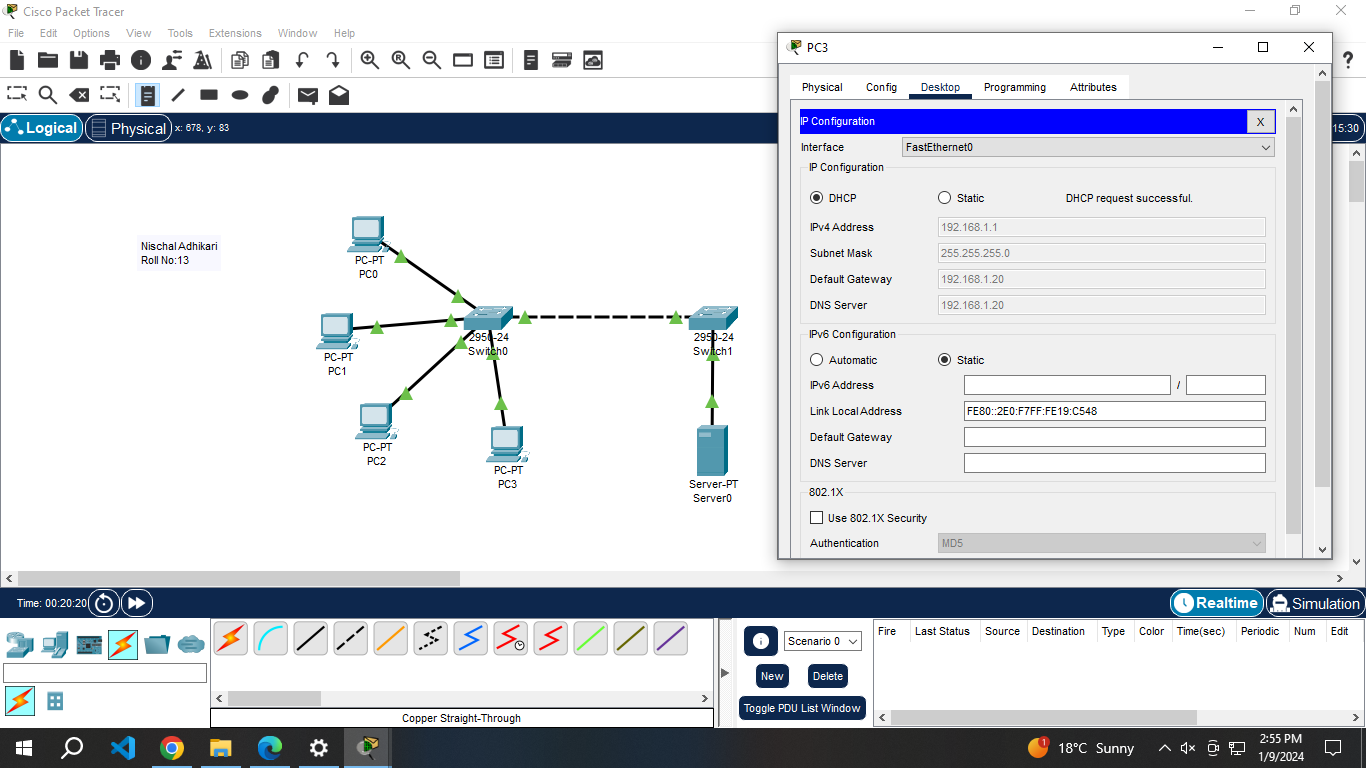 Cisco Packet Tracer
File Edit Options View Tools Extensions Window Help
?
Logical Physical x: 678, y: 83
15:30
Nischal Adhikari
Roll No:13
PC-PT
PC0
PC-PT
PC1
PC-PT
PC2
PC-PT
PC3
2950-24
Switch0
2950-24
Switch1
Server-PT
Server0
PC3
Physical Config Desktop Programming Attributes
IP Configuration X
Interface FastEthernet0
IP Configuration
DHCP Static DHCP request successful.
IPv4 Address 192.168.1.1
Subnet Mask 255.255.255.0
Default Gateway 192.168.1.20
DNS Server 192.168.1.20
IPv6 Configuration
Automatic Static
IPv6 Address /
Link Local Address FE80::2E0:F7FF:FE19:C548
Default Gateway
DNS Server
802.1X
Use 802.1X Security
Authentication MD5
Time: 00:20:20
Realtime Simulation
Copper Straight-Through
Scenario 0
New Delete
Toggle PDU List Window
Fire Last Status Source Destination Type Color Time(sec) Periodic Num Edit
1 18°C Sunny
2:55 PM
1/9/2024